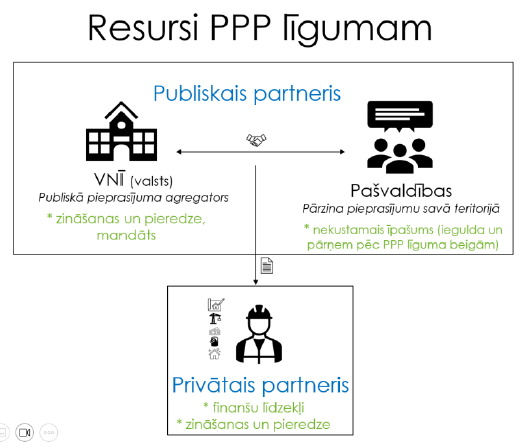 Resursi PPP līgumam
Publiskais partneris
VNĪ (valsts)
Publiskā pieprasījuma agregators
* zināšanas un pieredze,
mandāts
Pašvaldības
Pārzina pieprasījumu savā teritorijā
* nekustamais īpašums (iegulda un
pārņem pēc PPP līguma beigām)
Privātais partneris
* finanšu līdzekļi
* zināšanas un pieredze